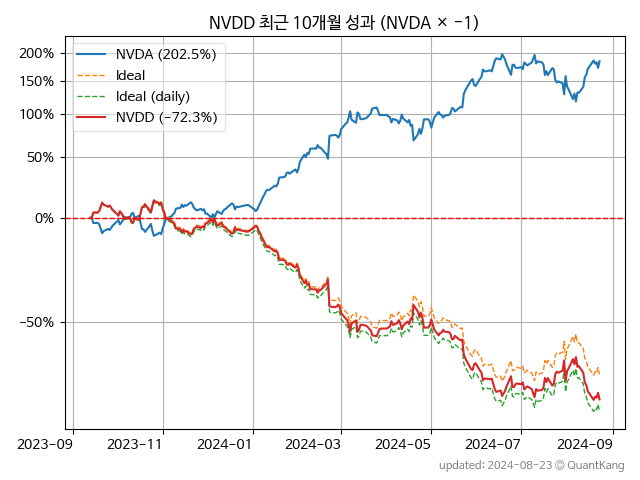 NVDD 최근 10개월 성과 (NVDA × −1)
200%
150%
100%
50%
0%
−50%
NVDA (202.5%)
Ideal
Ideal (daily)
NVDD (−72.3%)
2023−09
2023−11
2024−01
2024−03
2024−05
2024−07
2024−09
updated: 2024−08−23 © QuantKang